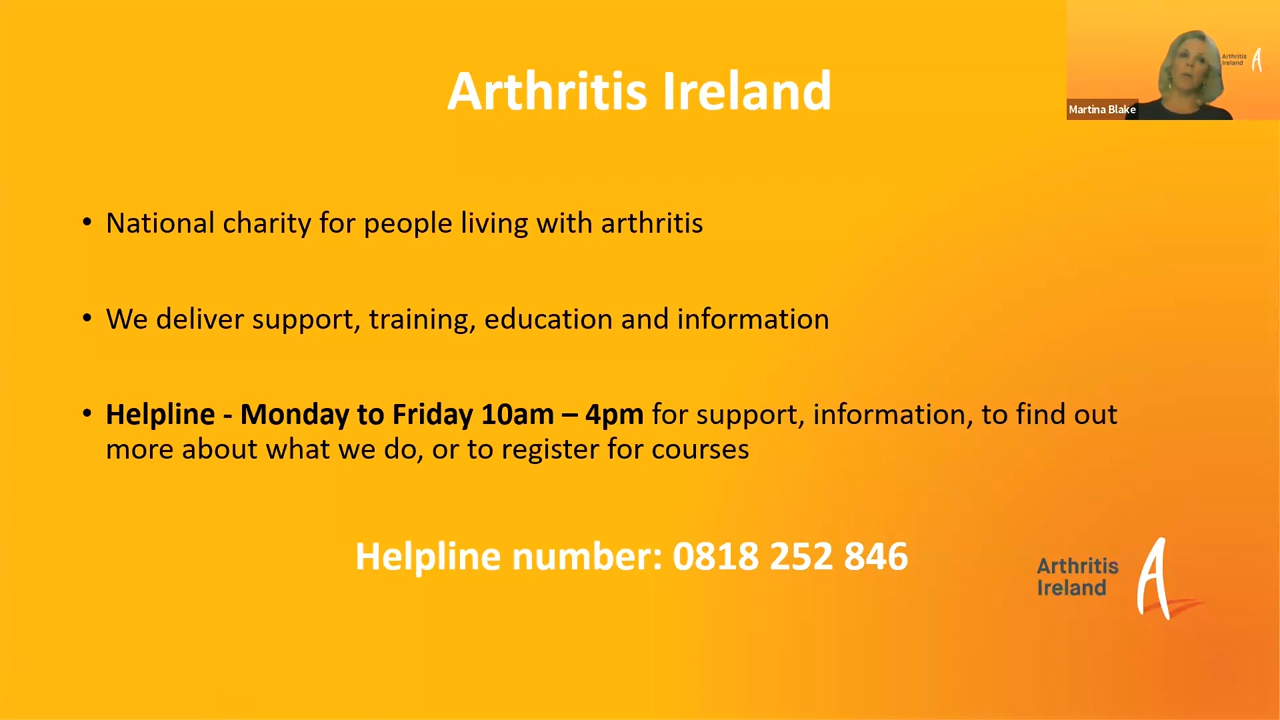 Arthritis Ireland
Arthritis
Ireland
Martina Blake
• National charity for people living with arthritis
• We deliver support, training, education and information
• Helpline - Monday to Friday 10am – 4pm for support, information, to find out
more about what we do, or to register for courses
Helpline number: 0818 252 846
Arthritis
Ireland